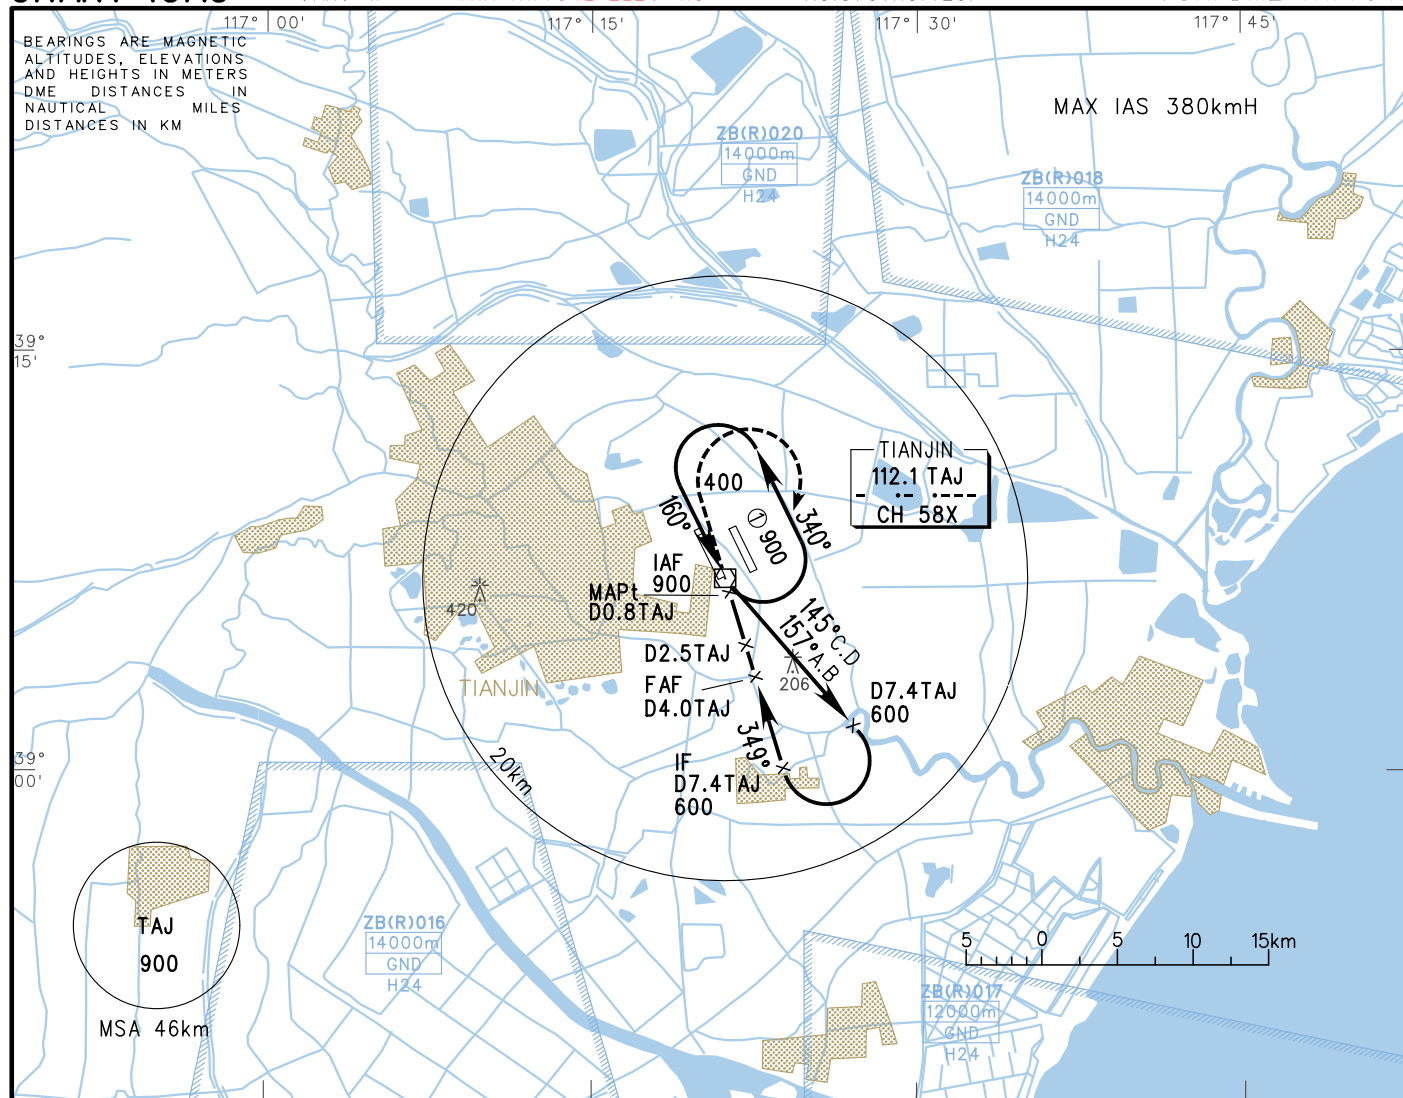 117° 00'
117° 15'
117° 30'
117° 45'
BEARINGS ARE MAGNETIC
ALTITUDES, ELEVATIONS
AND HEIGHTS IN METERS
DME DISTANCES IN
NAUTICAL MILES
DISTANCES IN KM
MAX IAS 380kmH
ZB(R)020
14000m
GND
H24
ZB(R)018
14000m
GND
H24
39°
15'
TIANJIN
112.1 TAJ
CH 58X
400
160°
1
900
340°
IAF
900
MAPt
D0.8TAJ
420
145°C.D
157°A.B
D2.5TAJ
206
FAF
D4.0TAJ
TIANJIN
D7.4TAJ
600
349°
IF
D7.4TAJ
600
39°
00'
20km
TAJ
900
MSA 46km
ZB(R)016
14000m
GND
H24
5 0 5 10 15km
ZB(R)017
12000m
GND
H24